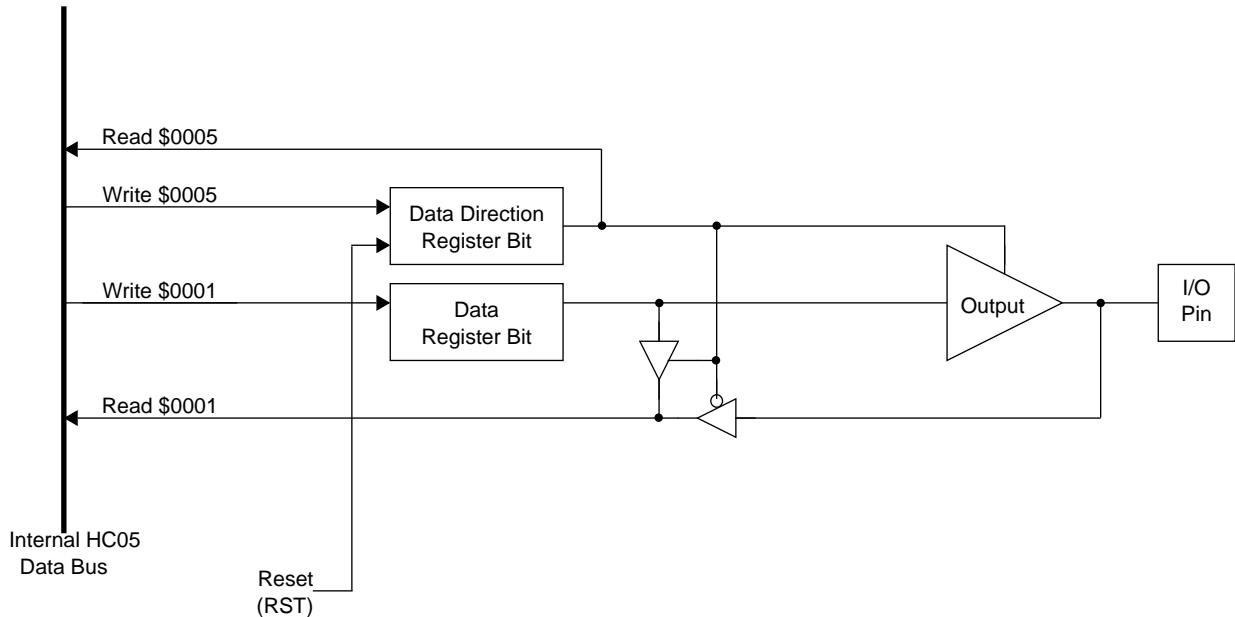 Read $0005
Write $0005
Data Direction
Register Bit
Write $0001
Data
Register Bit
Output
I/O
Pin
Read $0001
Internal HC05
Data Bus
Reset
(RST)